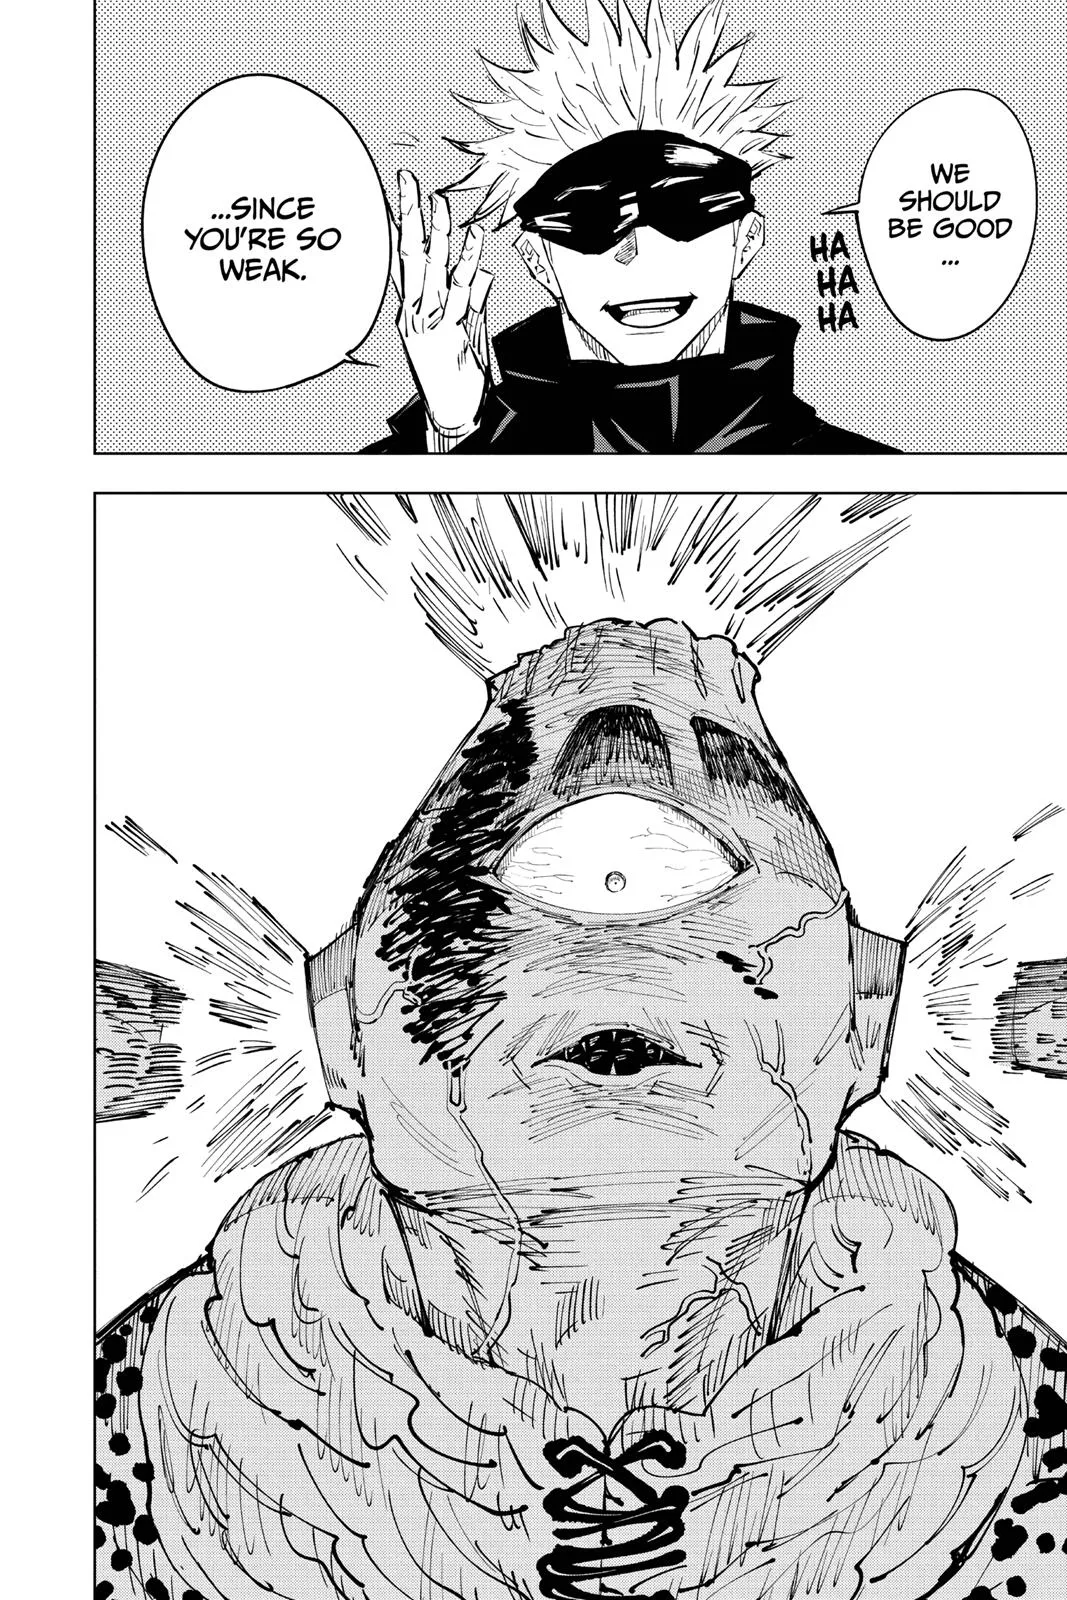 WE
SHOULD
BE GOOD
...
HA
HA
HA
...SINCE
YOU'RE SO
WEAK.